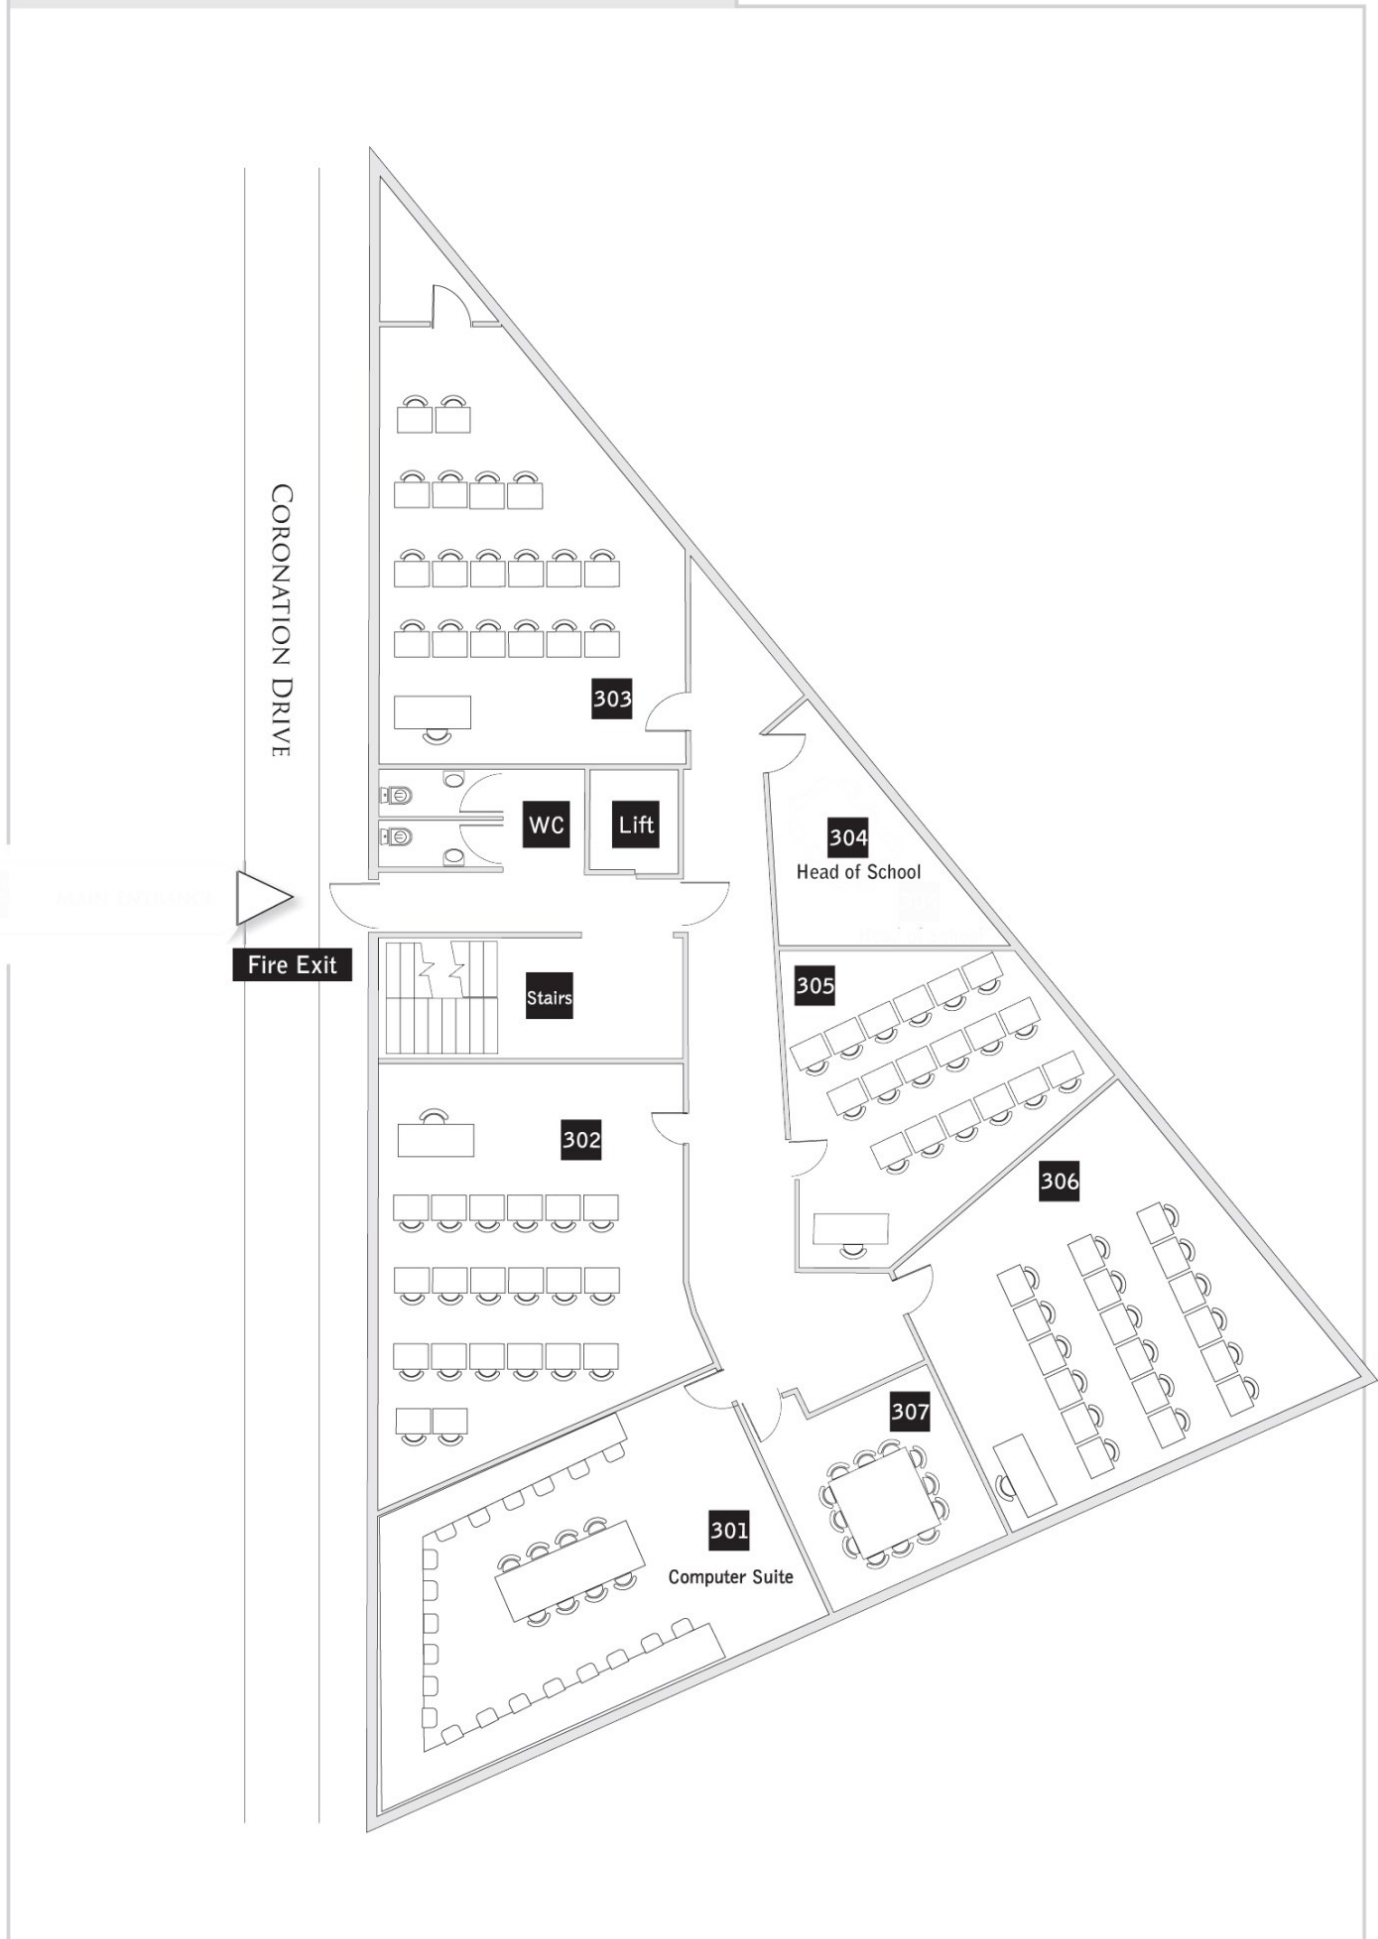 CORONATION DRIVE
303
WC
Lift
304
Head of School
Fire Exit
Stairs
305
302
306
307
301
Computer Suite